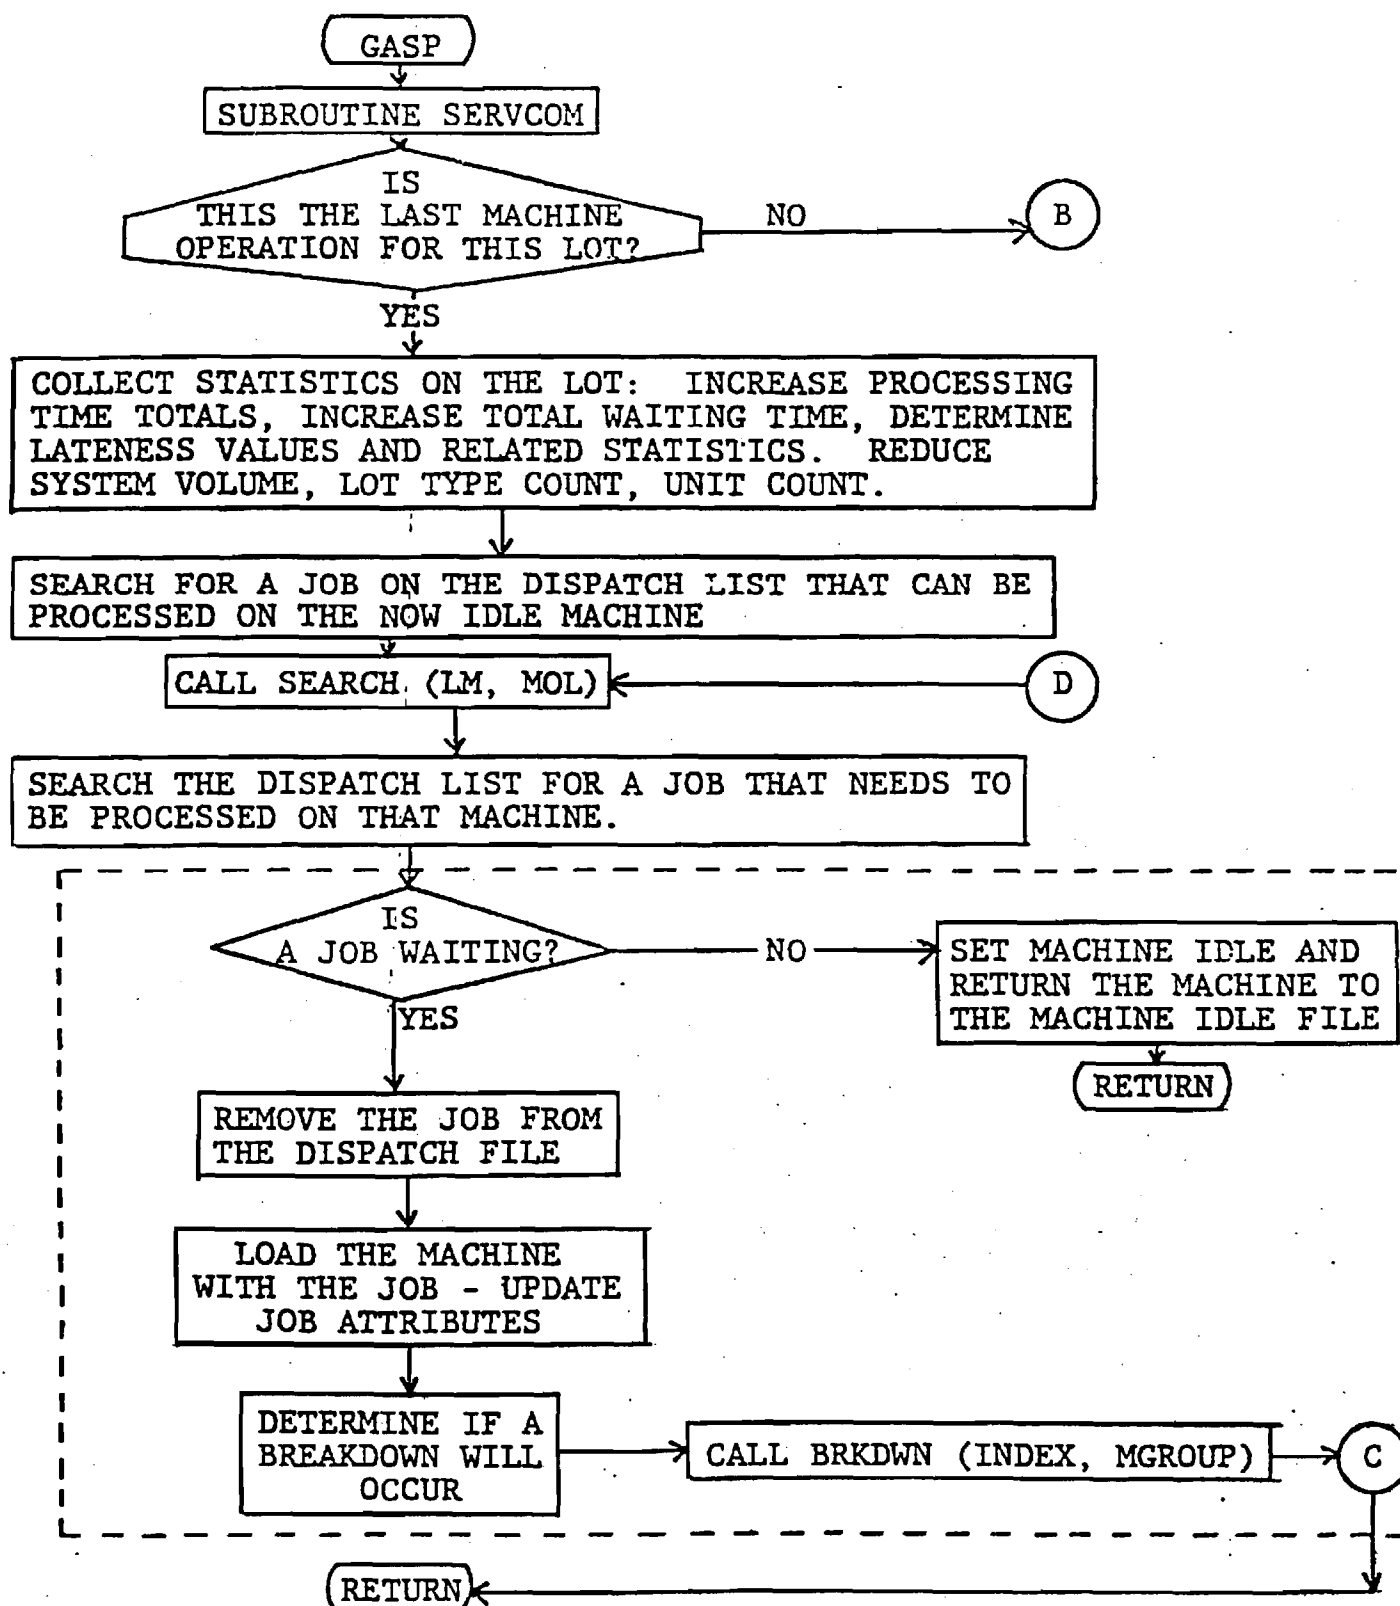 GASP
SUBROUTINE SERVCOM
IS
THIS THE LAST MACHINE
OPERATION FOR THIS LOT?
NO
B
YES
COLLECT STATISTICS ON THE LOT: INCREASE PROCESSING
TIME TOTALS, INCREASE TOTAL WAITING TIME, DETERMINE
LATENESS VALUES AND RELATED STATISTICS. REDUCE
SYSTEM VOLUME, LOT TYPE COUNT, UNIT COUNT.
SEARCH FOR A JOB ON THE DISPATCH LIST THAT CAN BE
PROCESSED ON THE NOW IDLE MACHINE
CALL SEARCH (LM, MOL)
D
SEARCH THE DISPATCH LIST FOR A JOB THAT NEEDS TO
BE PROCESSED ON THAT MACHINE.
IS
A JOB WAITING?
NO
SET MACHINE IDLE AND
RETURN THE MACHINE TO
THE MACHINE IDLE FILE
RETURN
YES
REMOVE THE JOB FROM
THE DISPATCH FILE
LOAD THE MACHINE
WITH THE JOB - UPDATE
JOB ATTRIBUTES
DETERMINE IF A
BREAKDOWN WILL
OCCUR
CALL BRKDWN (INDEX, MGROUP)
C
RETURN